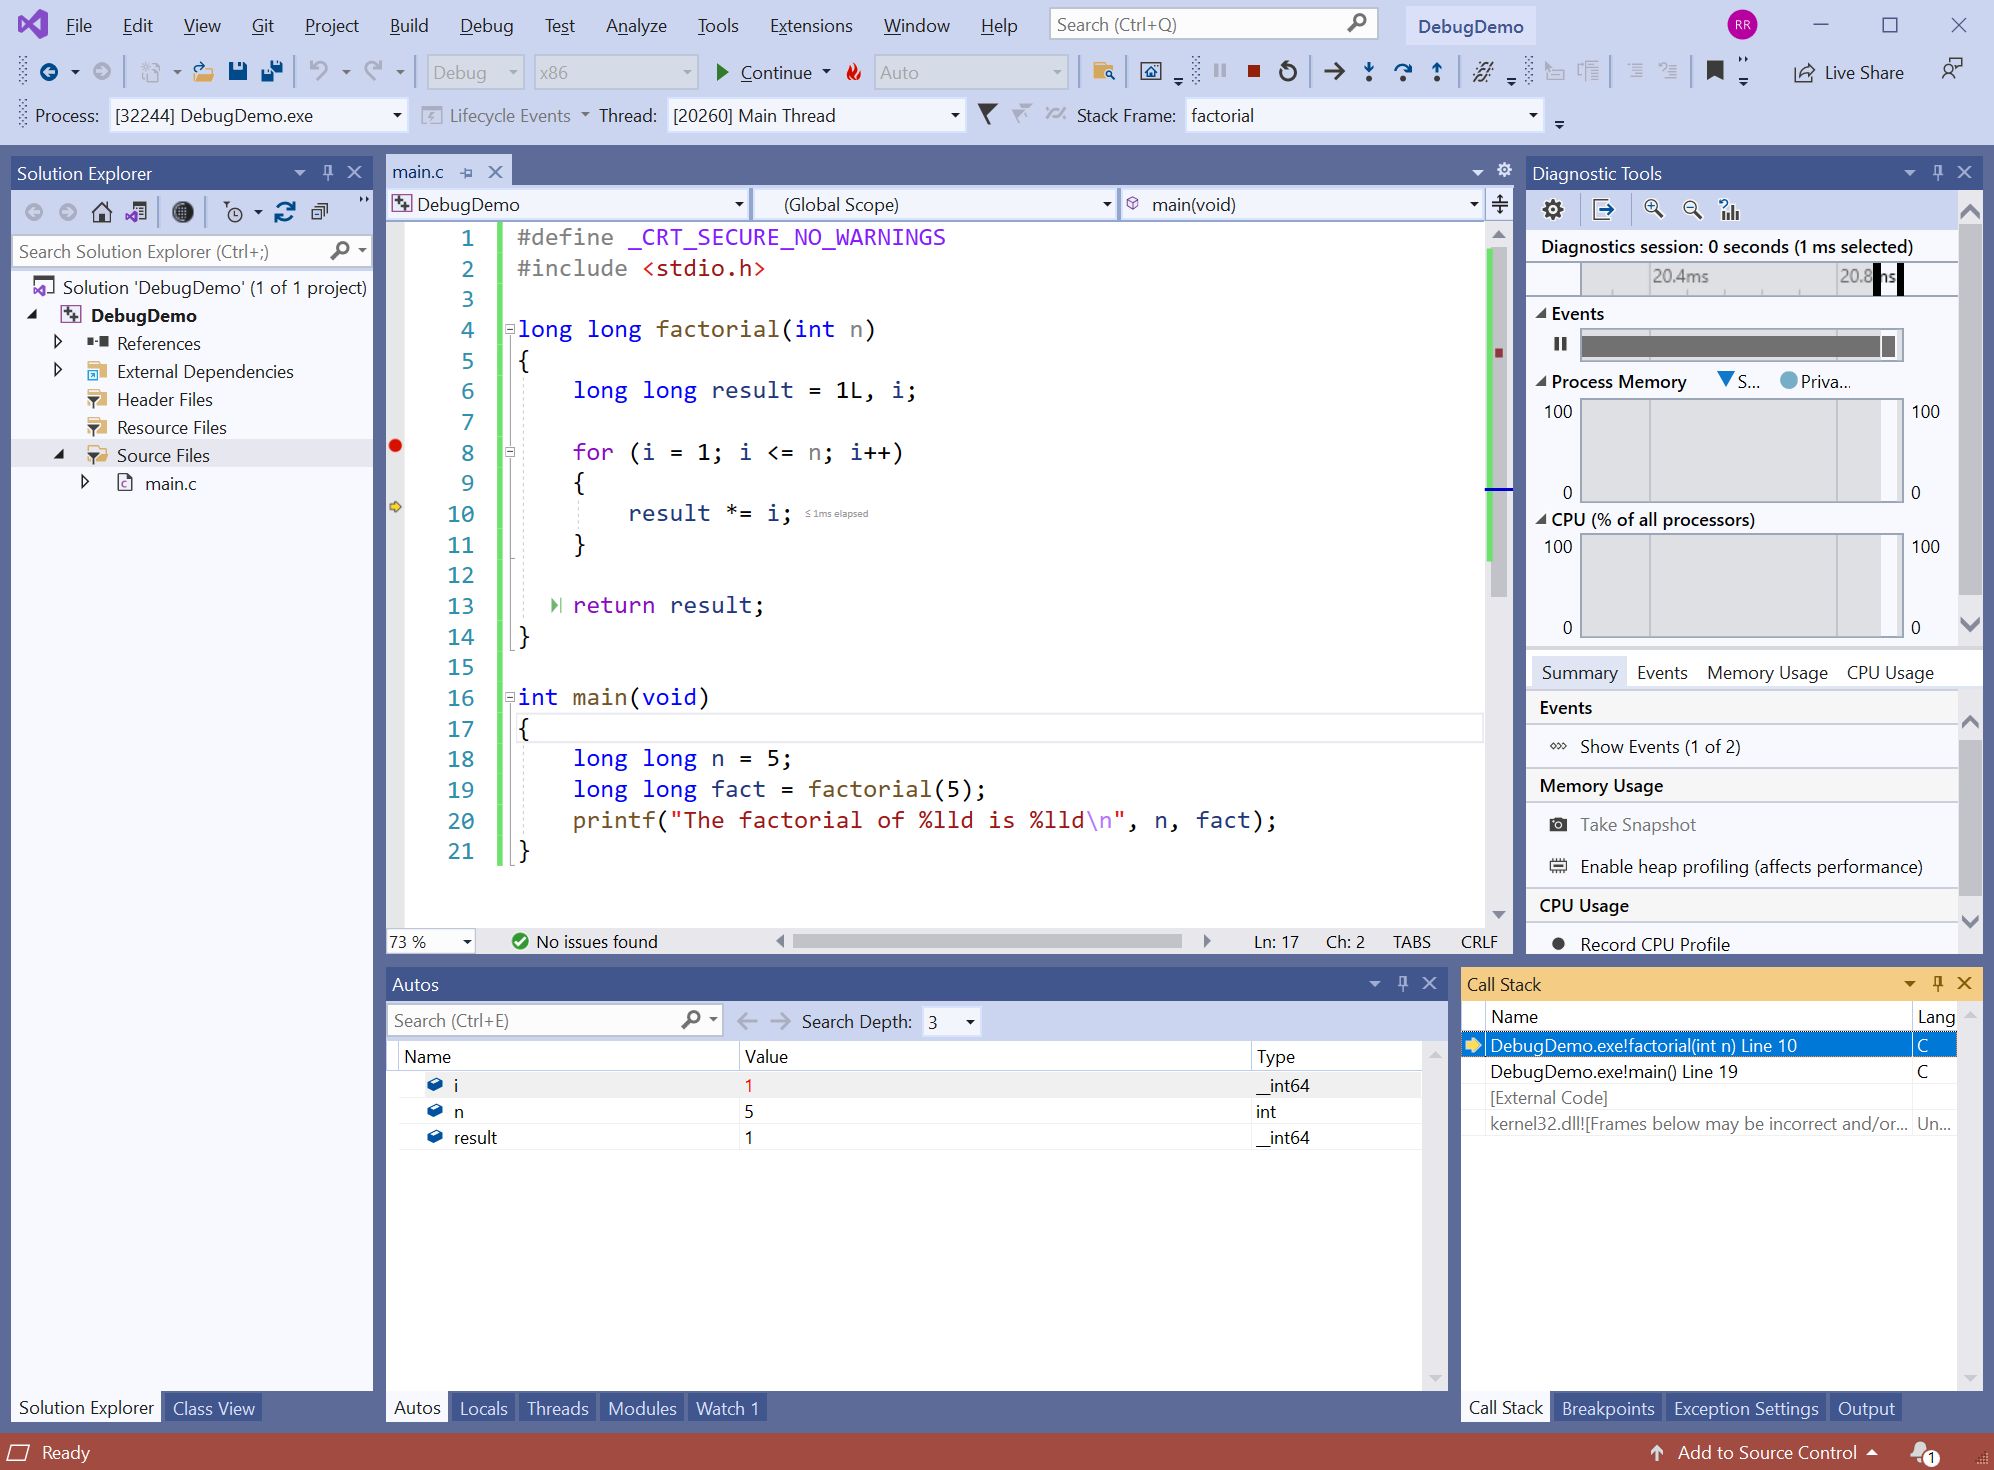 File Edit View Git Project Build Debug Test Analyze Tools Extensions Window Help Search (Ctrl+Q) DebugDemo RR
Debug x86 Continue Auto Live Share
Process: [32244] DebugDemo.exe Lifecycle Events Thread: [20260] Main Thread Stack Frame: factorial
Solution Explorer
Search Solution Explorer (Ctrl+;)
Solution 'DebugDemo' (1 of 1 project)
DebugDemo
References
External Dependencies
Header Files
Resource Files
Source Files
main.c
Solution Explorer Class View
main.c
DebugDemo (Global Scope) main(void)
1 #define _CRT_SECURE_NO_WARNINGS
2 #include <stdio.h>
3
4 long long factorial(int n)
5 {
6 long long result = 1L, i;
7
8 for (i = 1; i <= n; i++)
9 {
10 result *= i; ≤ 1ms elapsed
11 }
12
13 return result;
14 }
15
16 int main(void)
17 {
18 long long n = 5;
19 long long fact = factorial(5);
20 printf("The factorial of %lld is %lld\n", n, fact);
21 }
73 % No issues found Ln: 17 Ch: 2 TABS CRLF
Diagnostic Tools
Diagnostics session: 0 seconds (1 ms selected)
20.4ms 20.8ms
Events
Process Memory S... Priva...
100 100
0 0
CPU (% of all processors)
100 100
0 0
Summary Events Memory Usage CPU Usage
Events
Show Events (1 of 2)
Memory Usage
Take Snapshot
Enable heap profiling (affects performance)
CPU Usage
Record CPU Profile
Autos
Search (Ctrl+E) Search Depth: 3
Name Value Type
i 1 __int64
n 5 int
result 1 __int64
Autos Locals Threads Modules Watch 1
Call Stack
Name Lang
DebugDemo.exe!factorial(int n) Line 10 C
DebugDemo.exe!main() Line 19 C
[External Code]
kernel32.dll![Frames below may be incorrect and/or... Un...
Call Stack Breakpoints Exception Settings Output
Ready Add to Source Control 1